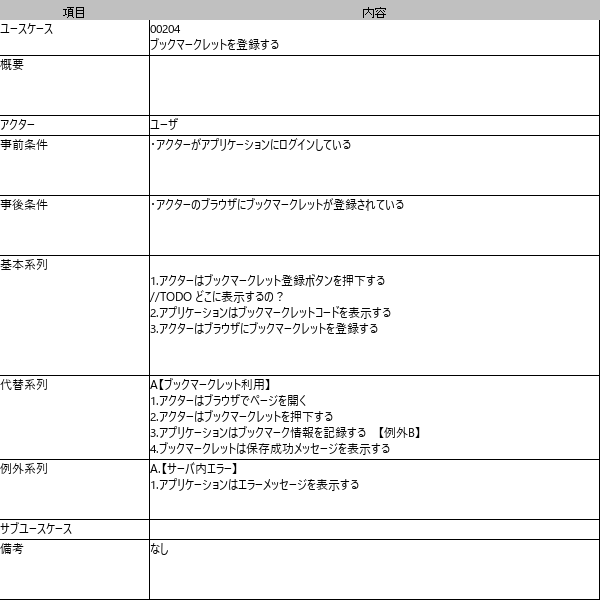 項目 内容
ユースケース 00204
ブックマークレットを登録する
概要
アクター ユーザ
事前条件 ・アクターがアプリケーションにログインしている
事後条件 ・アクターのブラウザにブックマークレットが登録されている
基本系列
1.アクターはブックマークレット登録ボタンを押下する
//TODO どこに表示するの？
2.アプリケーションはブックマークレットコードを表示する
3.アクターはブラウザにブックマークレットを登録する
代替系列 A【ブックマークレット利用】
1.アクターはブラウザでページを開く
2.アクターはブックマークレットを押下する
3.アプリケーションはブックマーク情報を記録する 【例外B】
4.ブックマークレットは保存成功メッセージを表示する
例外系列 A.【サーバ内エラー】
1.アプリケーションはエラーメッセージを表示する
サブユースケース
備考 なし